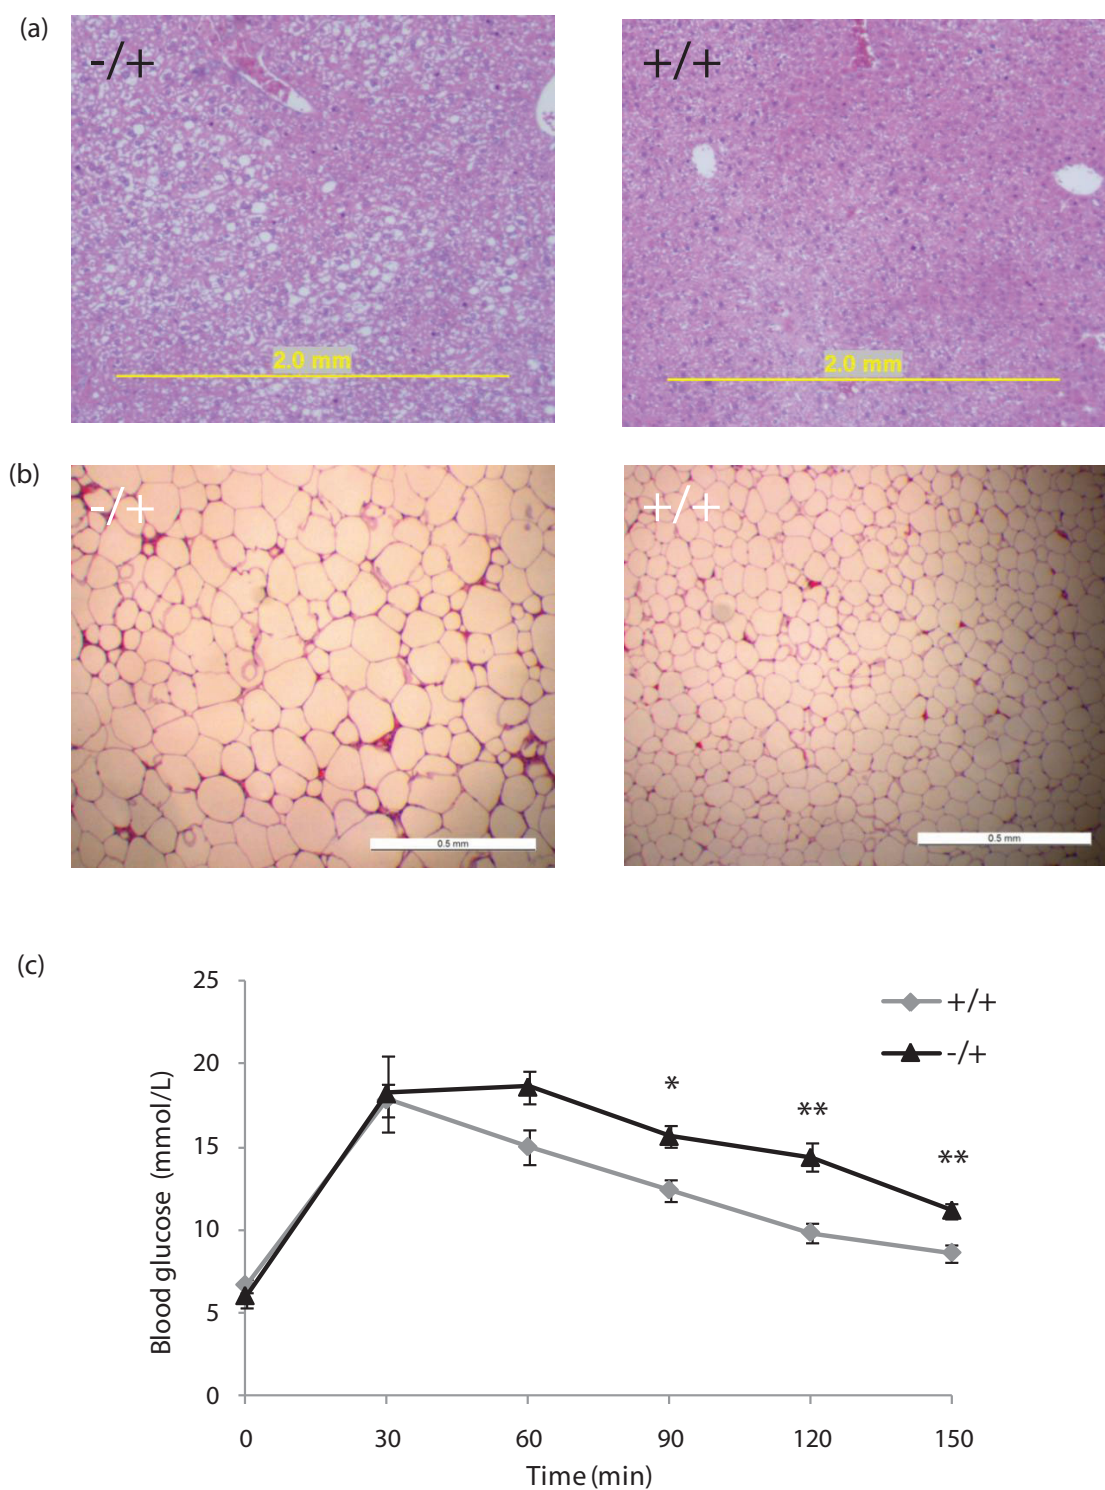 (a)
-/+
+/+
2.0 mm
2.0 mm
(b)
-/+
+/+
0.5 mm
0.5 mm
(c)
25
20
15
10
5
0
Blood glucose (mmol/L)
+/+
-/+
*
**
**
0 30 60 90 120 150
Time (min)